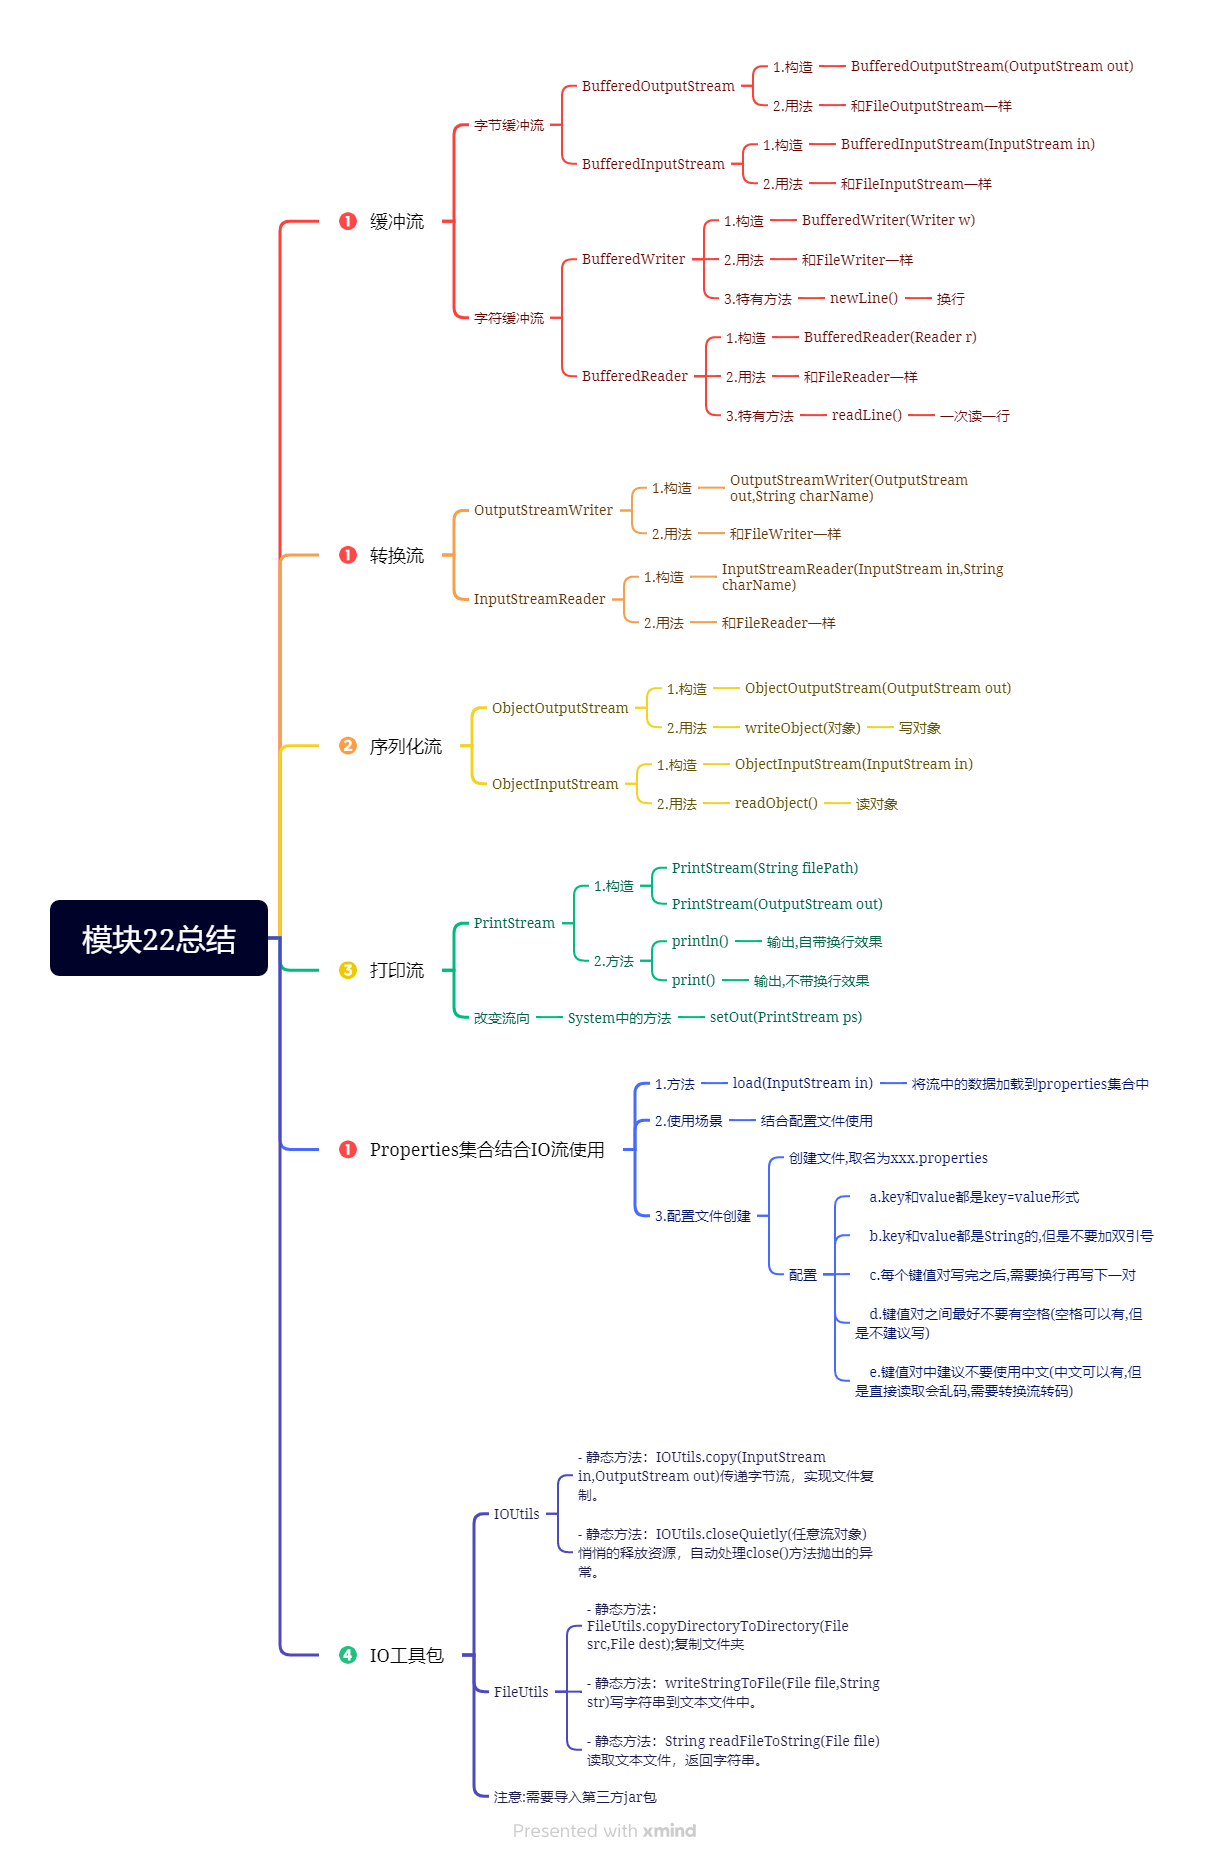 模块22总结
1
缓冲流
字节缓冲流
BufferedOutputStream
1.构造
BufferedOutputStream(OutputStream out)
2.用法
和FileOutputStream一样
BufferedInputStream
1.构造
BufferedInputStream(InputStream in)
2.用法
和FileInputStream一样
字符缓冲流
BufferedWriter
1.构造
BufferedWriter(Writer w)
2.用法
和FileWriter一样
3.特有方法
newLine()
换行
BufferedReader
1.构造
BufferedReader(Reader r)
2.用法
和FileReader一样
3.特有方法
readLine()
一次读一行
1
转换流
OutputStreamWriter
1.构造
OutputStreamWriter(OutputStream
out,String charName)
2.用法
和FileWriter一样
InputStreamReader
1.构造
InputStreamReader(InputStream in,String
charName)
2.用法
和FileReader一样
2
序列化流
ObjectOutputStream
1.构造
ObjectOutputStream(OutputStream out)
2.用法
writeObject(对象)
写对象
ObjectInputStream
1.构造
ObjectInputStream(InputStream in)
2.用法
readObject()
读对象
3
打印流
PrintStream
1.构造
PrintStream(String filePath)
PrintStream(OutputStream out)
2.方法
println()
输出,自带换行效果
print()
输出,不带换行效果
改变流向
System中的方法
setOut(PrintStream ps)
1
Properties集合结合IO流使用
1.方法
load(InputStream in)
将流中的数据加载到properties集合中
2.使用场景
结合配置文件使用
3.配置文件创建
创建文件,取名为xxx.properties
配置
a.key和value都是key=value形式
b.key和value都是String的,但是不要加双引号
c.每个键值对写完之后,需要换行再写下一对
d.键值对之间最好不要有空格(空格可以有,但
是不建议写)
e.键值对中建议不要使用中文(中文可以有,但
是直接读取会乱码,需要转换流转码)
4
IO工具包
IOUtils
- 静态方法：IOUtils.copy(InputStream
in,OutputStream out)传递字节流，实现文件复
制。
- 静态方法：IOUtils.closeQuietly(任意流对象)
悄悄的释放资源，自动处理close()方法抛出的异
常。
FileUtils
- 静态方法：
FileUtils.copyDirectoryToDirectory(File
src,File dest);复制文件夹
- 静态方法：writeStringToFile(File file,String
str)写字符串到文本文件中。
- 静态方法：String readFileToString(File file)
读取文本文件，返回字符串。
注意:需要导入第三方jar包
Presented with xmind